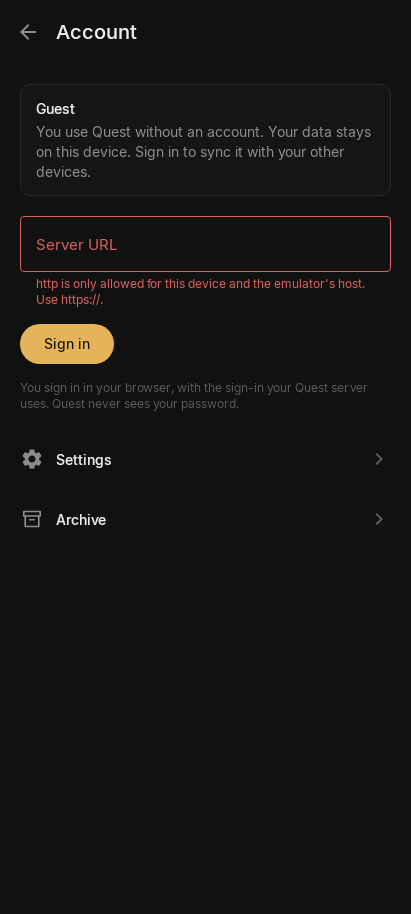 Account
Guest
You use Quest without an account. Your data stays
on this device. Sign in to sync it with your other
devices.
Server URL
http is only allowed for this device and the emulator's host.
Use https://.
Sign in
You sign in in your browser, with the sign-in your Quest server
uses. Quest never sees your password.
Settings
Archive